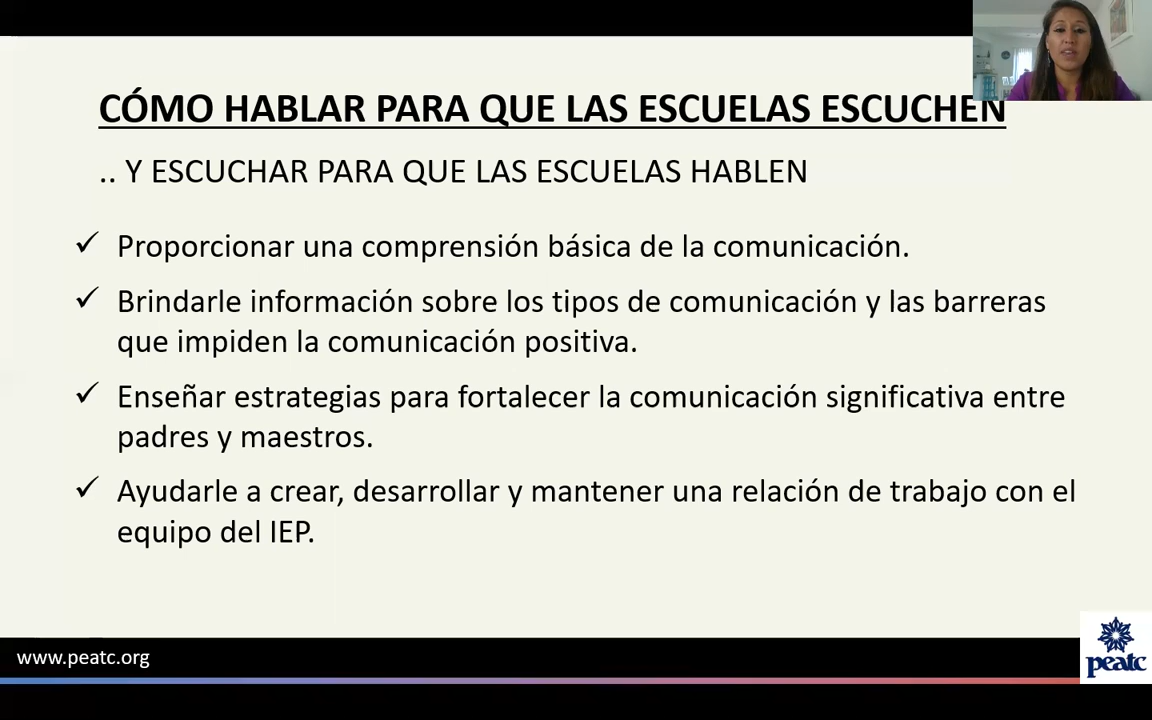 CÓMO HABLAR PARA QUE LAS ESCUELAS ESCUCHEN
.. Y ESCUCHAR PARA QUE LAS ESCUELAS HABLEN
✓ Proporcionar una comprensión básica de la comunicación.
✓ Brindarle información sobre los tipos de comunicación y las barreras
que impiden la comunicación positiva.
✓ Enseñar estrategias para fortalecer la comunicación significativa entre
padres y maestros.
✓ Ayudarle a crear, desarrollar y mantener una relación de trabajo con el
equipo del IEP.
www.peatc.org
peatc